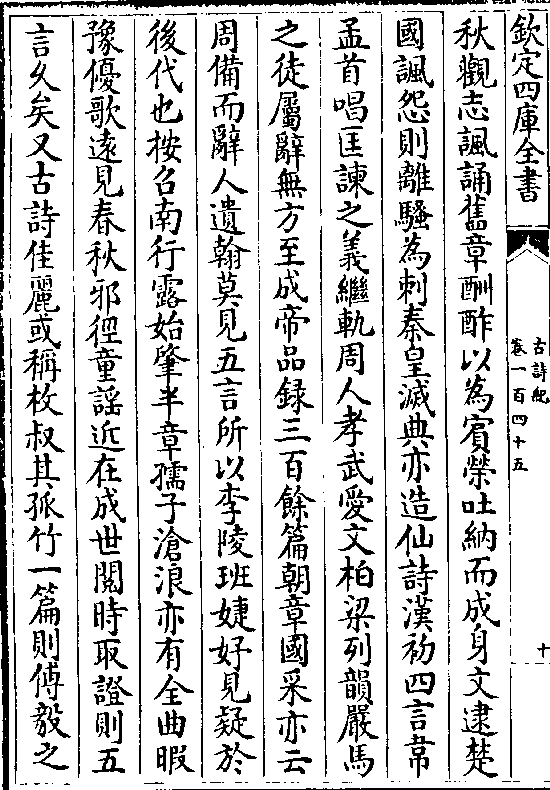 欽定四庫全書
古詩紀
卷一百四十五
十
秋觀志諷誦舊章酬酢以為賓榮吐納而成身文逮楚
國諷怨則離騷為刺秦皇滅典亦造仙詩漢初四言韋
孟首唱匡諫之義繼軌周人孝武愛文柏梁列韻嚴馬
之徒屬辭無方至成帝品録三百餘篇朝章國采亦云
周備而辭人遺翰莫見五言所以李陵班婕妤見疑於
後代也按召南行露始肇半章孺子滄浪亦有全曲暇
豫優歌遠見春秋邪徑童謠近在成世閱時取證則五
言久矣又古詩佳麗或稱枚叔其孤竹一篇則傅毅之